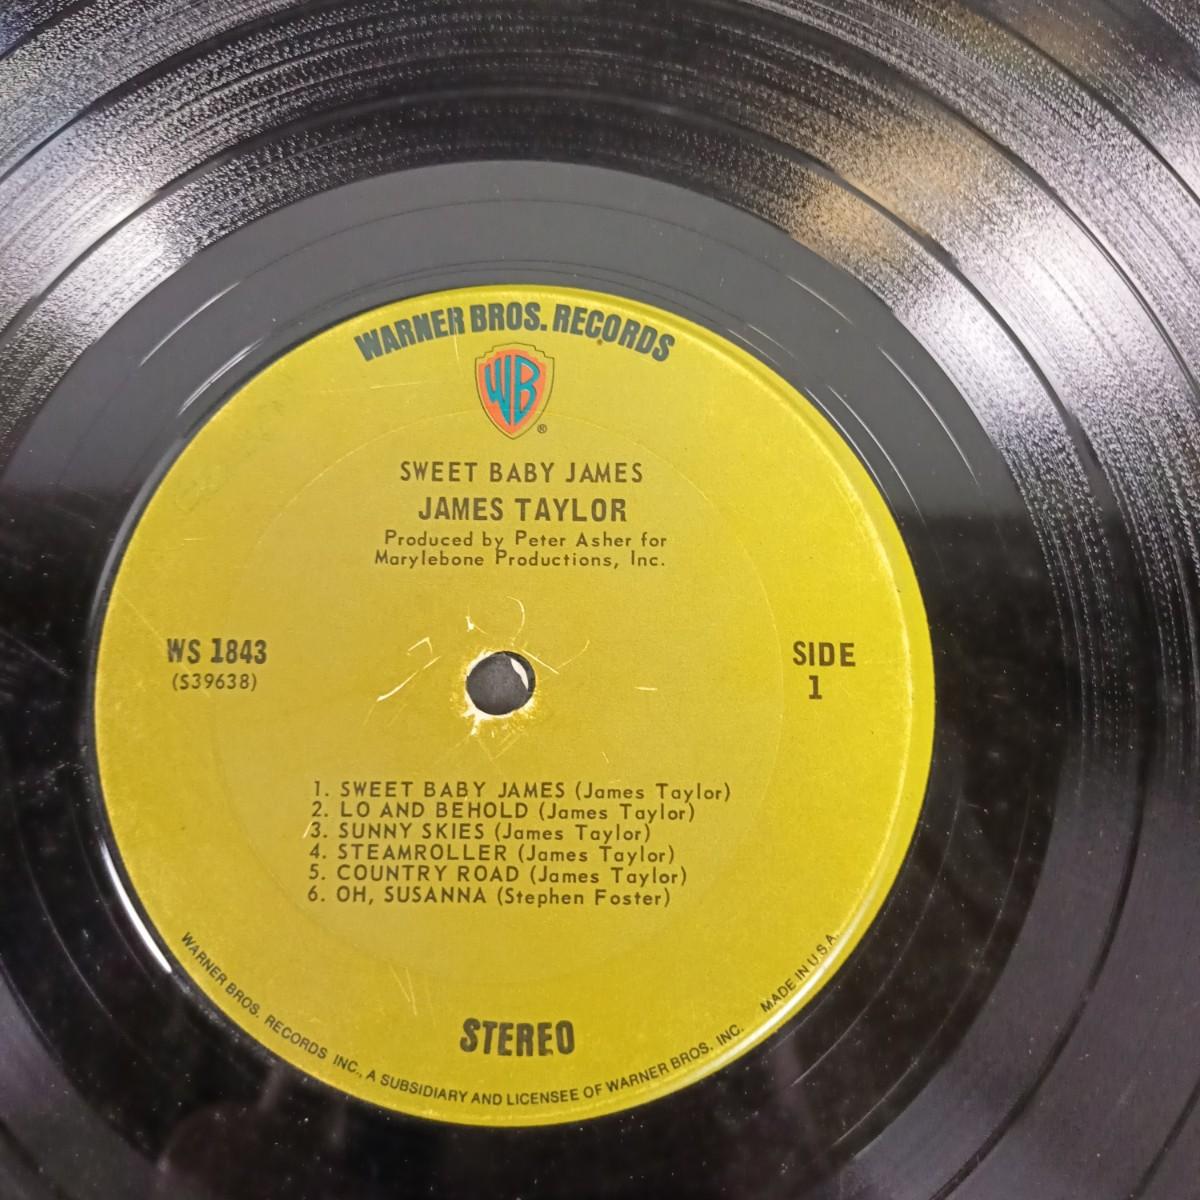 WARNER BROS. RECORDS
WB
®
SWEET BABY JAMES
JAMES TAYLOR
Produced by Peter Asher for
Marylebone Productions, Inc.
WS 1843
(S39638)
SIDE
1
1. SWEET BABY JAMES (James Taylor)
2. LO AND BEHOLD (James Taylor)
3. SUNNY SKIES (James Taylor)
4. STEAMROLLER (James Taylor)
5. COUNTRY ROAD (James Taylor)
6. OH, SUSANNA (Stephen Foster)
STEREO
WARNER BROS. RECORDS INC., A SUBSIDIARY AND LICENSEE OF WARNER BROS. INC. MADE IN U.S.A.